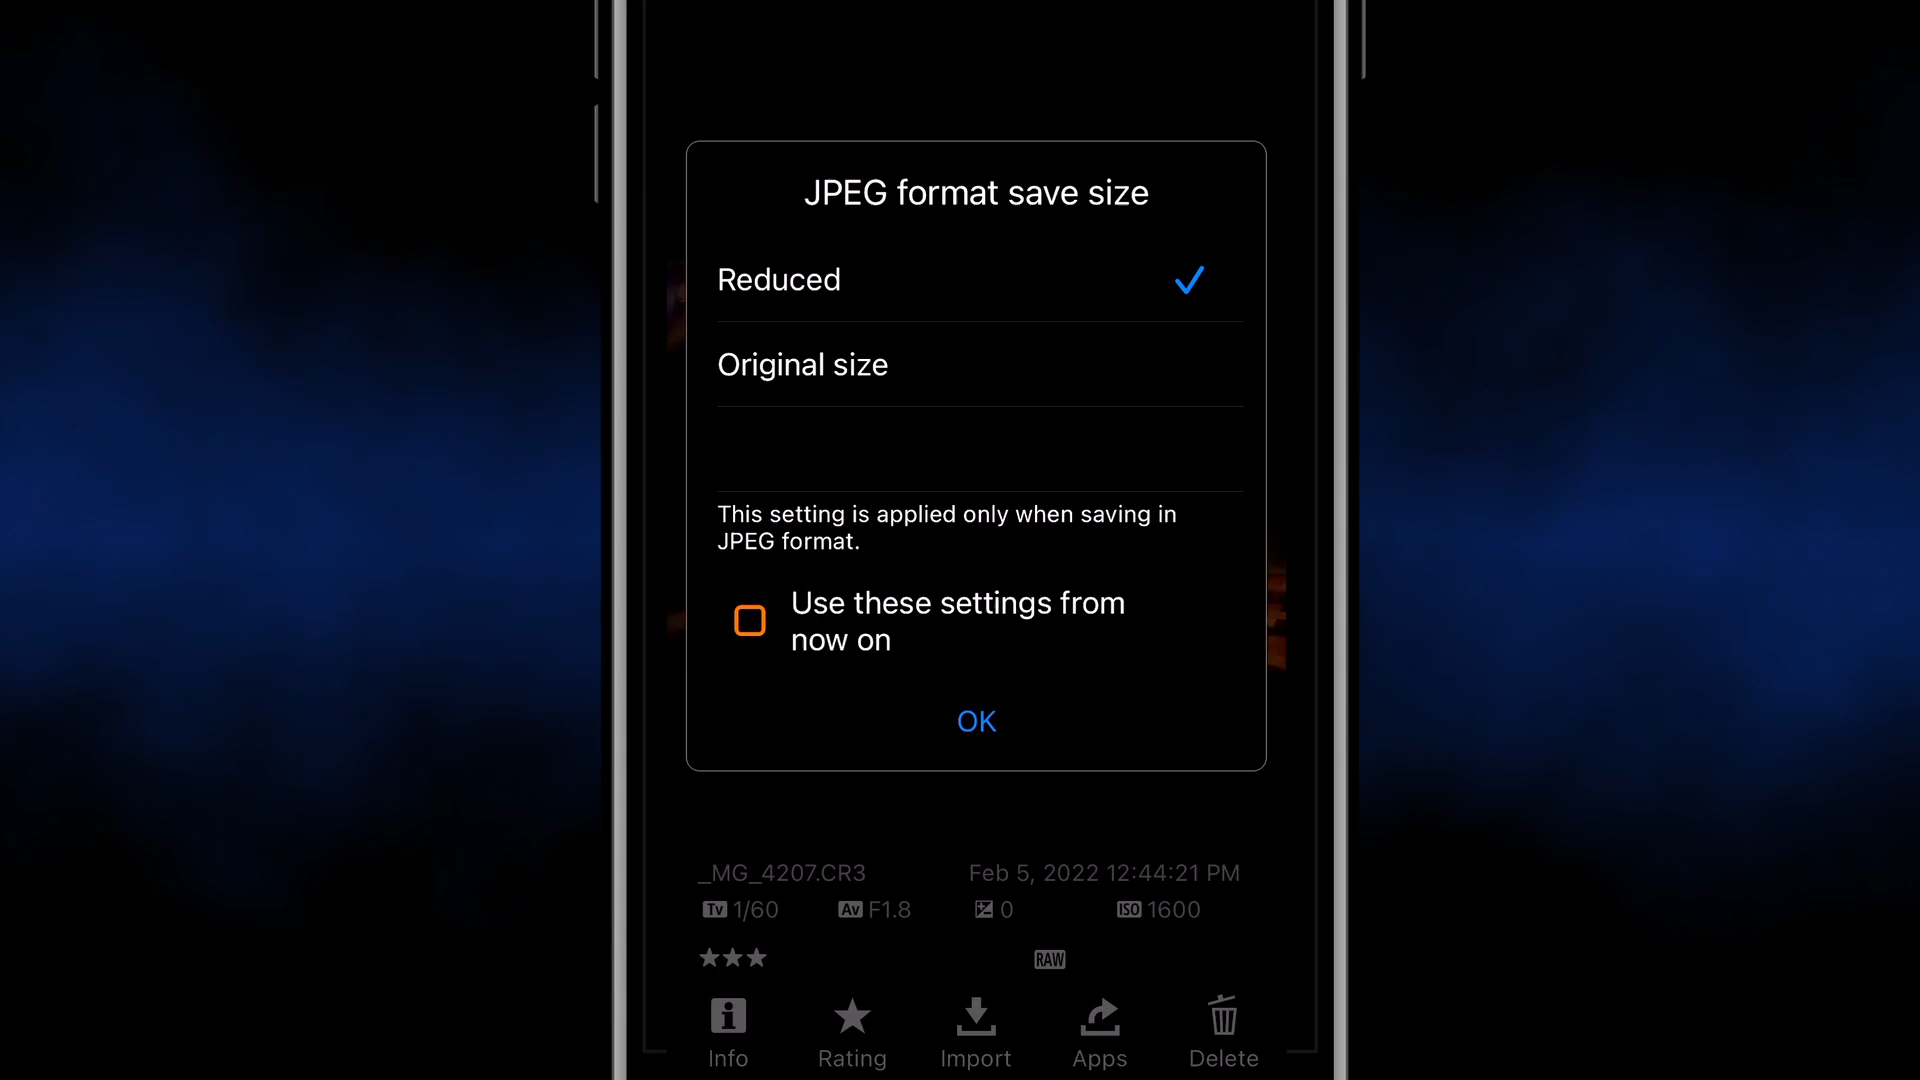 JPEG format save size
Reduced
Original size
This setting is applied only when saving in
JPEG format.
Use these settings from
now on
OK
_MG_4207.CR3 Feb 5, 2022 12:44:21 PM
Tv 1/60 Av F1.8 0 ISO 1600
RAW
Info Rating Import Apps Delete